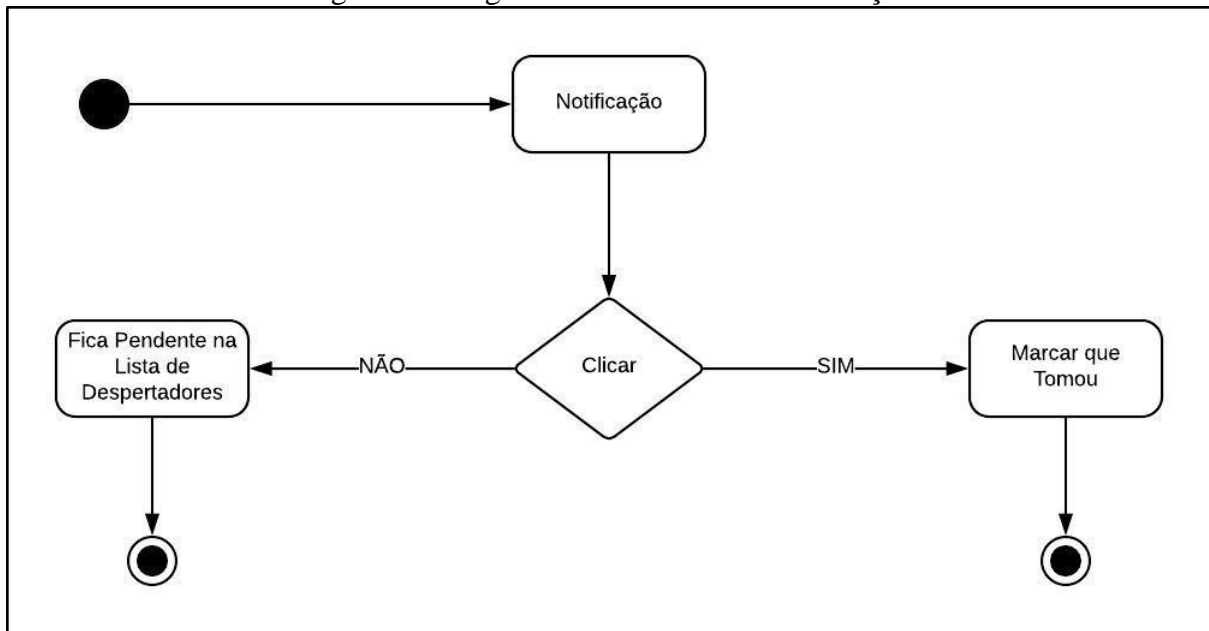 Notificação
Fica Pendente na
Lista de
Despertadores
NÃO
Clicar
SIM
Marcar que
Tomou